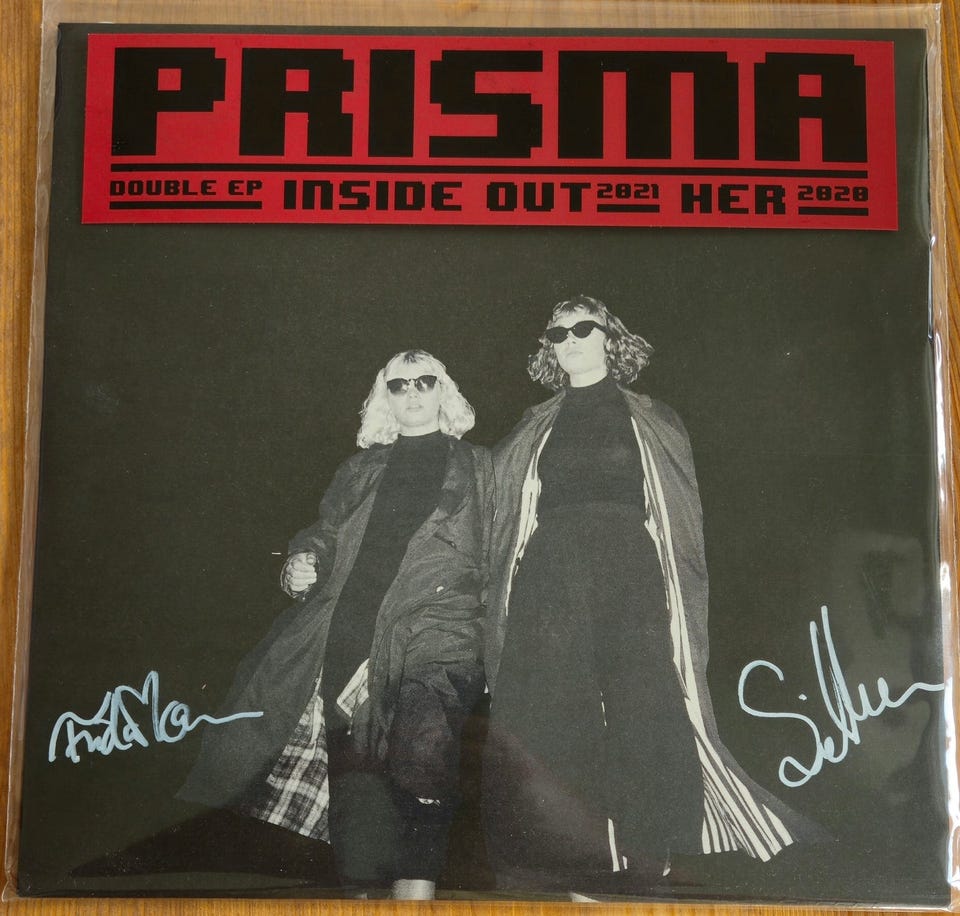 PRISMA
DOUBLE EP INSIDE OUT 2021 HER 2020